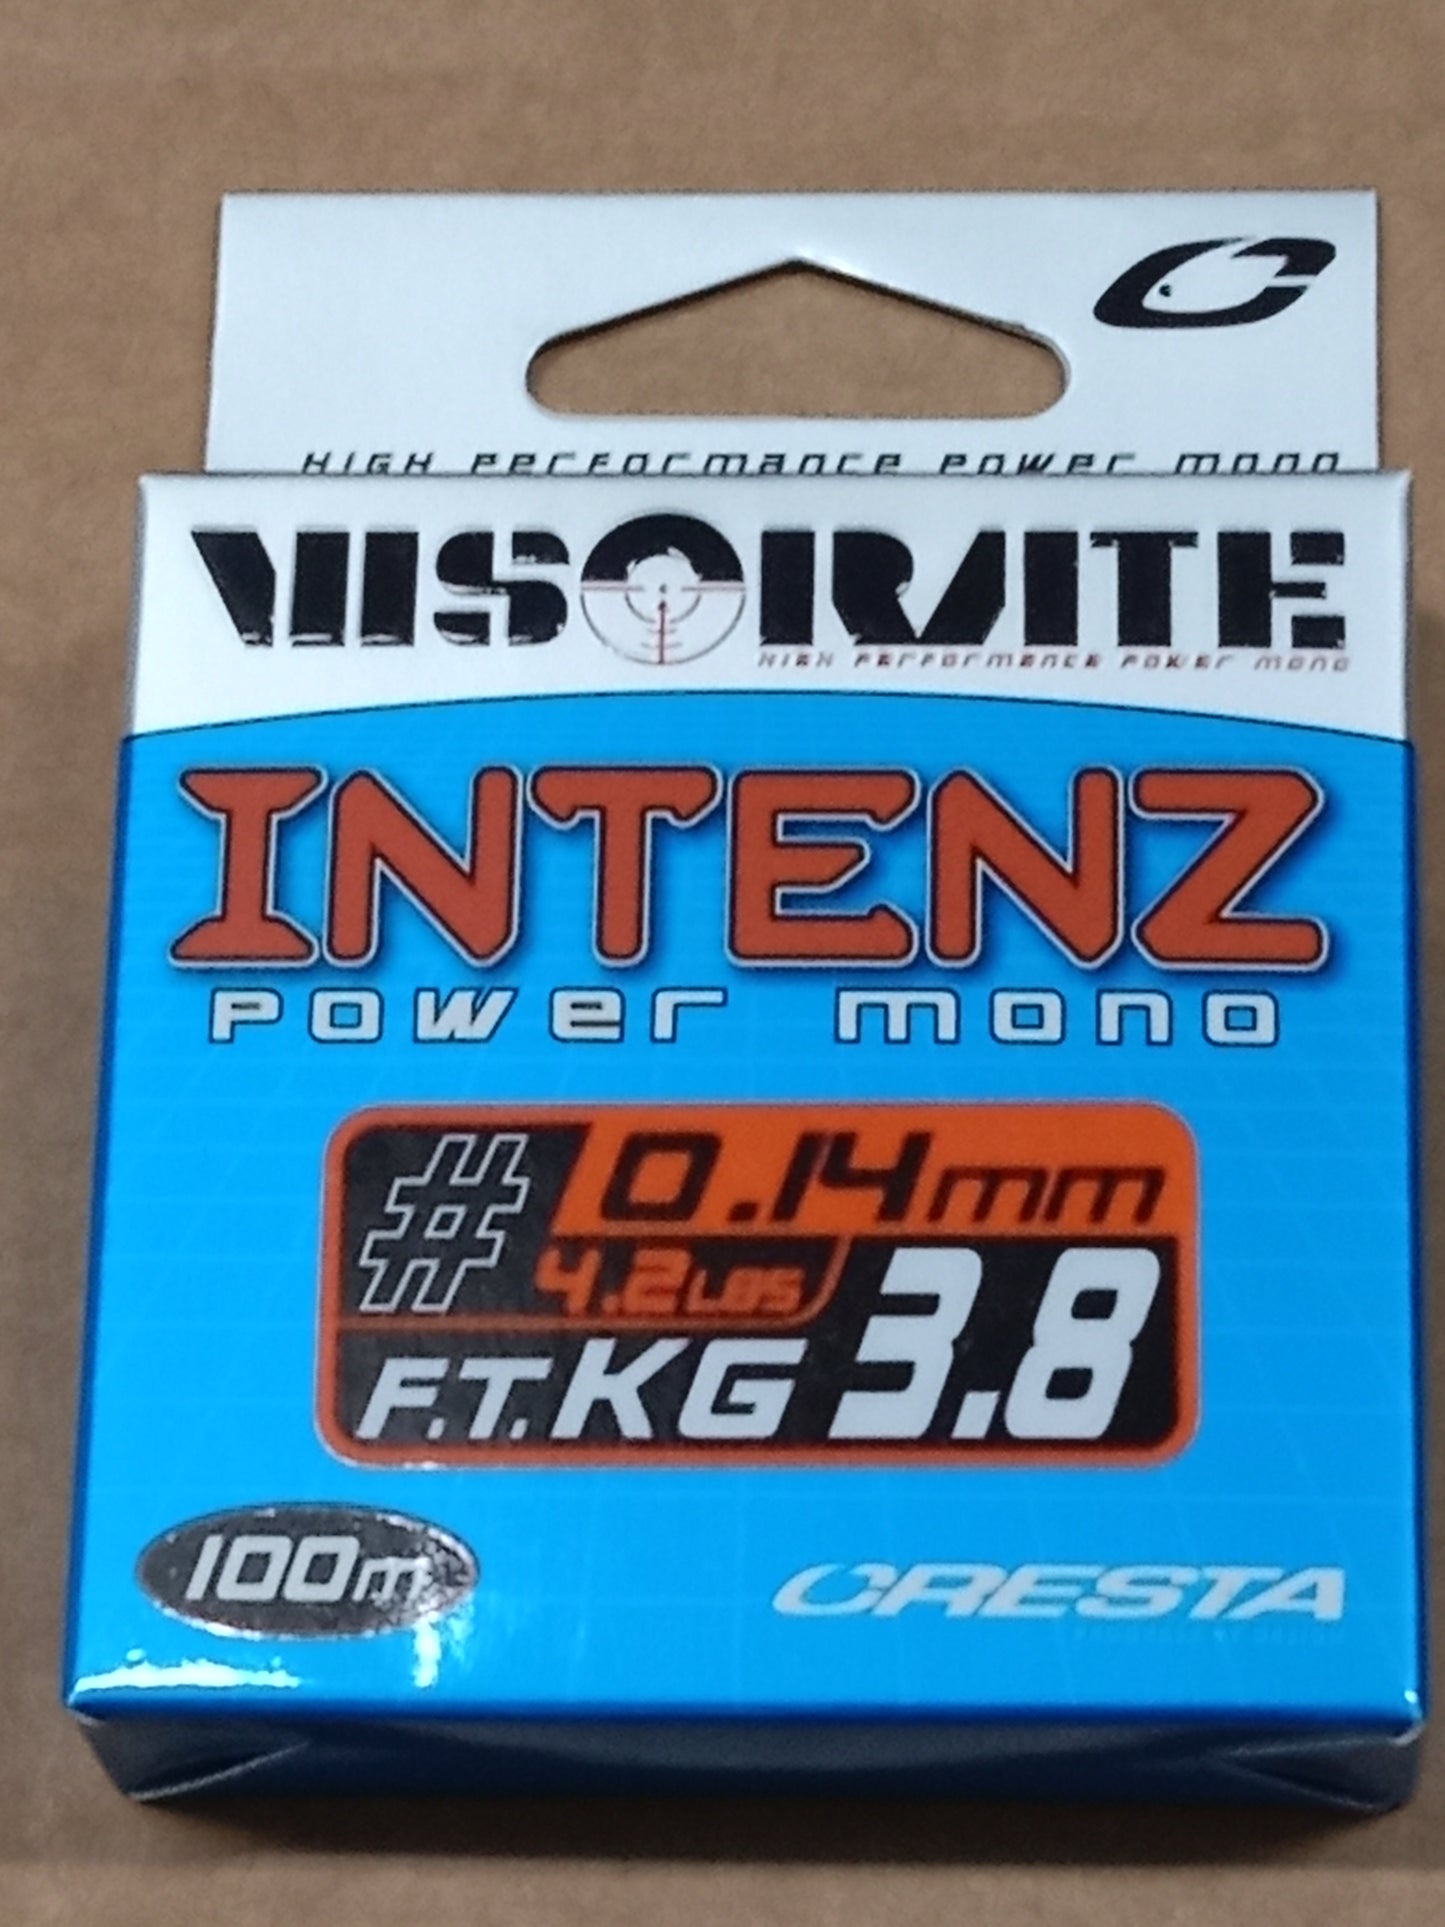 HIGH PERFORMANCE POWER MONO
VISORATE
HIGH PERFORMANCE POWER MONO
INTENZ
POWER MONO
# 0.14mm
4.2LBS
F.T.KG 3.8
100m
CRESTA